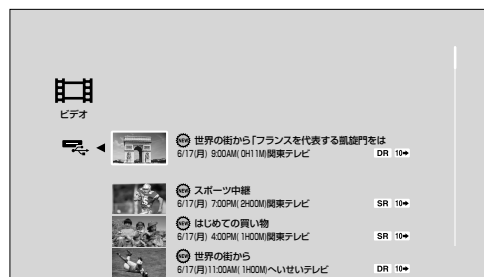 ビデオ
NEW 世界の街から「フランスを代表する凱旋門をは
6/17(月) 9:00AM(0H11M)関東テレビ DR 10➜
NEW スポーツ中継
6/17(月) 7:00PM(2H00M)関東テレビ SR 10➜
NEW はじめての買い物
6/17(月) 4:00PM(1H00M)関東テレビ SR 10➜
NEW 世界の街から
6/17(月)11:00AM(1H00M)へいせいテレビ DR 10➜